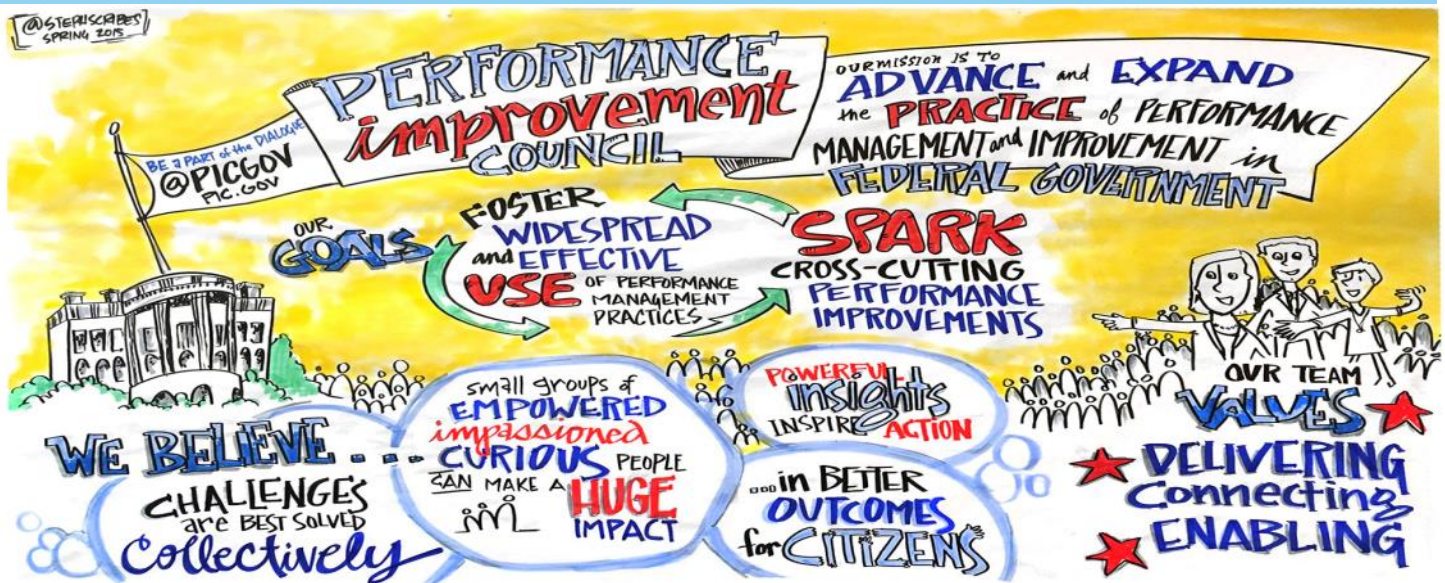 @STEPHSCRIBES
SPRING 2015
PERFORMANCE
improvement
COUNCIL
OUR MISSION IS TO
ADVANCE and EXPAND
the PRACTICE of PERFORMANCE
MANAGEMENT and IMPROVEMENT in
FEDERAL GOVERNMENT
BE a PART of the DIALOGUE
@PICGOV
PIC.GOV
OUR
GOALS
FOSTER
WIDESPREAD
and EFFECTIVE
USE OF PERFORMANCE
MANAGEMENT
PRACTICES
SPARK
CROSS-CUTTING
PERFORMANCE
IMPROVEMENTS
WE BELIEVE....
CHALLENGES
are BEST SOLVED
Collectively
small groups of
EMPOWERED
impassioned
CURIOUS PEOPLE
CAN MAKE A HUGE
IMPACT
POWERFUL
insights
INSPIRE ACTION
...in BETTER
OUTCOMES
for CITIZENS
OUR TEAM
VALUES
DELIVERING
Connecting
ENABLING